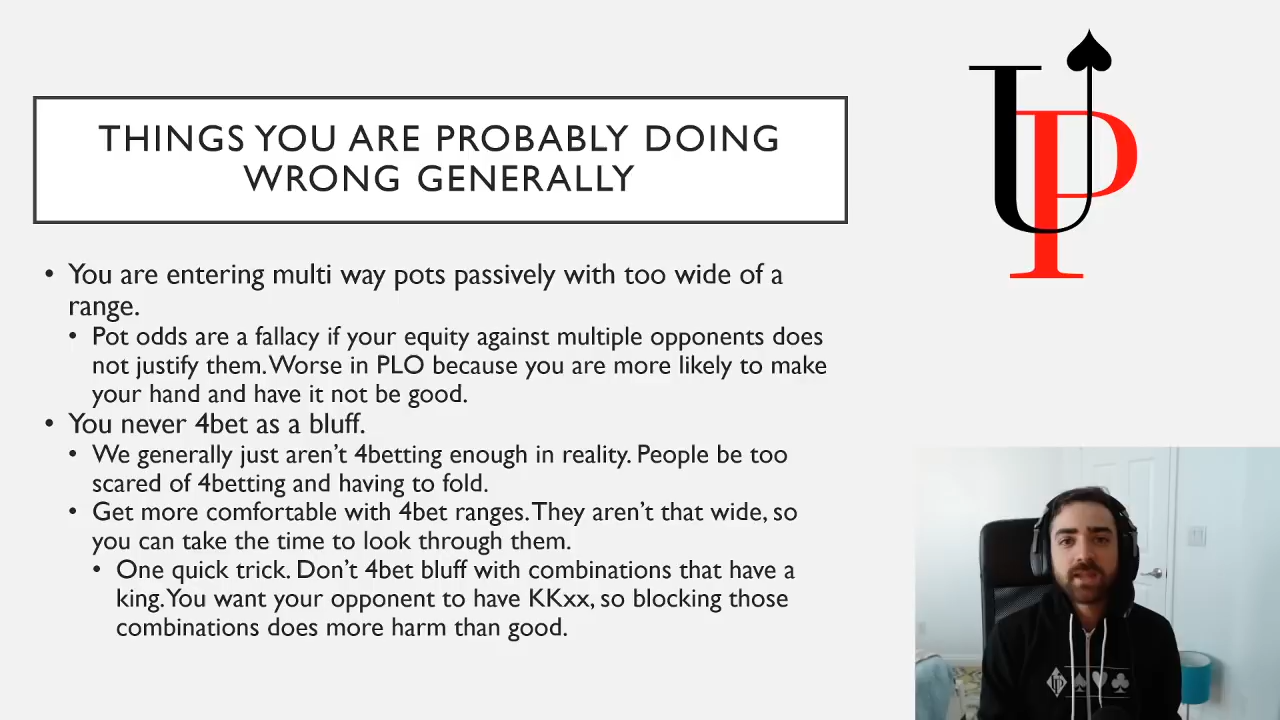 THINGS YOU ARE PROBABLY DOING
WRONG GENERALLY
UP
• You are entering multi way pots passively with too wide of a
range.
• Pot odds are a fallacy if your equity against multiple opponents does
not justify them. Worse in PLO because you are more likely to make
your hand and have it not be good.
• You never 4bet as a bluff.
• We generally just aren’t 4betting enough in reality. People be too
scared of 4betting and having to fold.
• Get more comfortable with 4bet ranges. They aren’t that wide, so
you can take the time to look through them.
• One quick trick. Don’t 4bet bluff with combinations that have a
king. You want your opponent to have KKxx, so blocking those
combinations does more harm than good.
UP